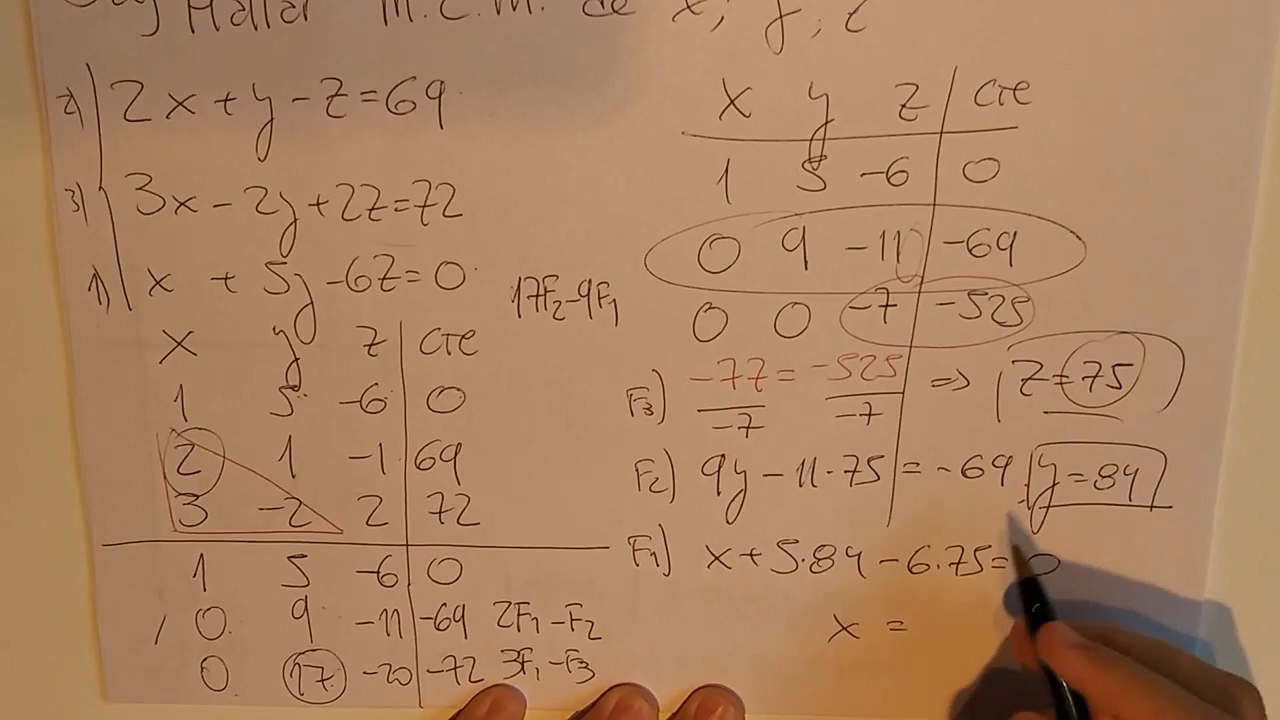 Hallar m.c.m. de x, y, z
2) 2x + y - z = 69
3) 3x - 2y + 2z = 72
1) x + 5y - 6z = 0
x y z cte
1 5 -6 0
2 1 -1 69
3 -2 2 72
1 5 -6 0
0 9 -11 -69 2F1 - F2
0 17 -20 -72 3F1 - F3
17F2 - 9F1
x y z cte
1 5 -6 0
0 9 -11 -69
0 0 -7 -525
F3) -7z/-7 = -525/-7 => z = 75
F2) 9y - 11·75 = -69 y = 84
F1) x + 5·84 - 6·75 = 0
x =